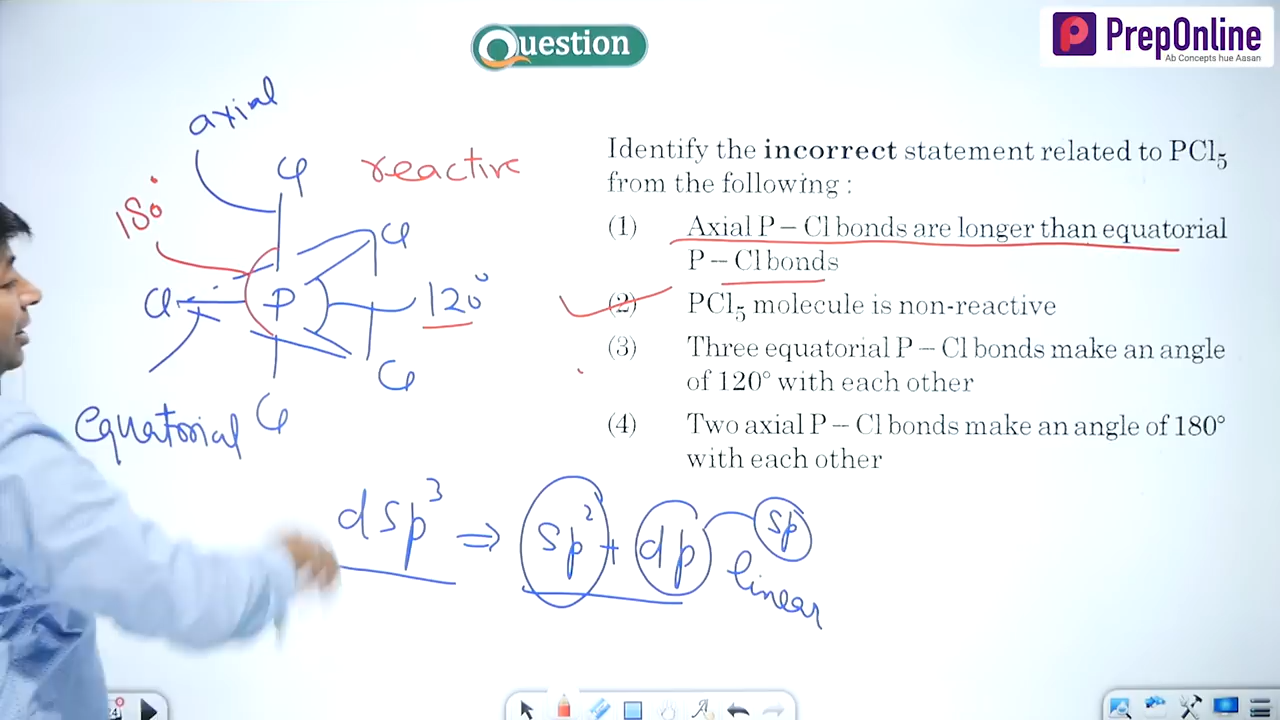 Question
PrepOnline
Ab Concepts hue Aasan
axial
Cl reactive
180°
Cl
Cl P 120°
Cl
equatorial Cl
dsp³ ⇒ sp² + dp sp
linear
Identify the incorrect statement related to PCl₅
from the following :
(1) Axial P – Cl bonds are longer than equatorial
P – Cl bonds
(2) PCl₅ molecule is non-reactive
(3) Three equatorial P – Cl bonds make an angle
of 120° with each other
(4) Two axial P – Cl bonds make an angle of 180°
with each other